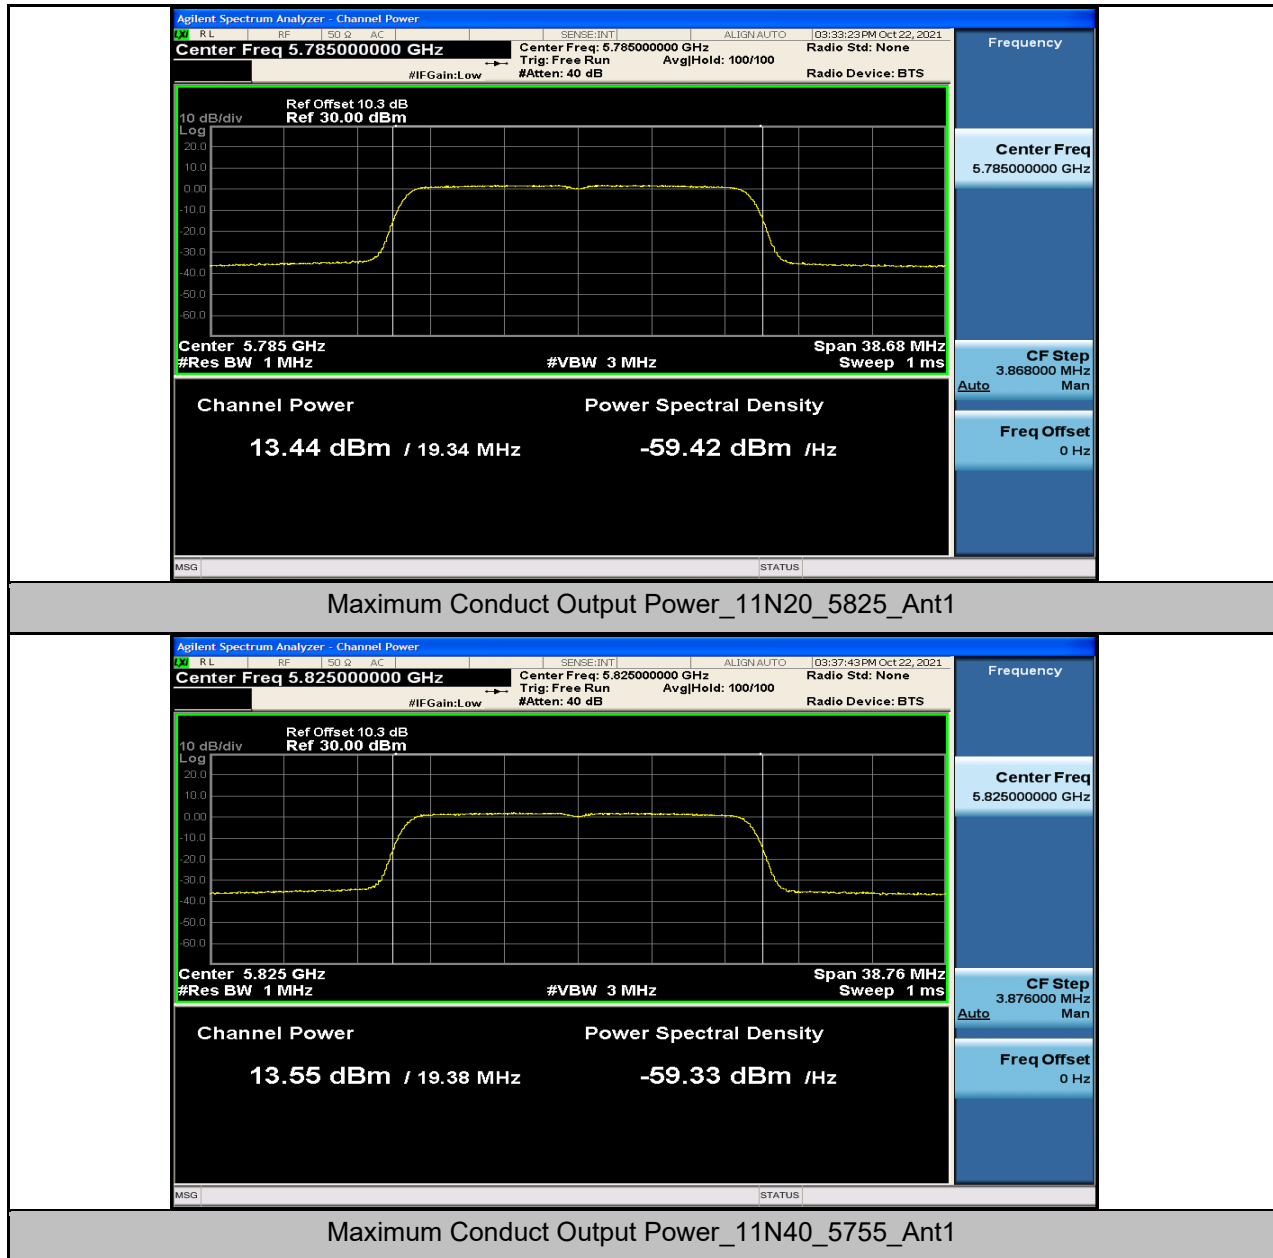 Agilent Spectrum Analyzer - Channel Power
LXI RL RF 50 Ω AC SENSE:INT ALIGN AUTO 03:33:23 PM Oct 22, 2021
Center Freq 5.785000000 GHz
Center Freq: 5.785000000 GHz Radio Std: None
Trig: Free Run Avg|Hold: 100/100
#IFGain:Low #Atten: 40 dB Radio Device: BTS
Ref Offset 10.3 dB
10 dB/div Ref 30.00 dBm
Log
20.0
10.0
0.00
-10.0
-20.0
-30.0
-40.0
-50.0
-60.0
Center 5.785 GHz Span 38.68 MHz
#Res BW 1 MHz #VBW 3 MHz Sweep 1 ms
Channel Power Power Spectral Density
13.44 dBm / 19.34 MHz -59.42 dBm /Hz
MSG STATUS
Frequency
Center Freq
5.785000000 GHz
CF Step
3.868000 MHz
Auto Man
Freq Offset
0 Hz
Maximum Conduct Output Power_11N20_5825_Ant1
Agilent Spectrum Analyzer - Channel Power
LXI RL RF 50 Ω AC SENSE:INT ALIGN AUTO 03:37:43 PM Oct 22, 2021
Center Freq 5.825000000 GHz
Center Freq: 5.825000000 GHz Radio Std: None
Trig: Free Run Avg|Hold: 100/100
#IFGain:Low #Atten: 40 dB Radio Device: BTS
Ref Offset 10.3 dB
10 dB/div Ref 30.00 dBm
Log
20.0
10.0
0.00
-10.0
-20.0
-30.0
-40.0
-50.0
-60.0
Center 5.825 GHz Span 38.76 MHz
#Res BW 1 MHz #VBW 3 MHz Sweep 1 ms
Channel Power Power Spectral Density
13.55 dBm / 19.38 MHz -59.33 dBm /Hz
MSG STATUS
Frequency
Center Freq
5.825000000 GHz
CF Step
3.876000 MHz
Auto Man
Freq Offset
0 Hz
Maximum Conduct Output Power_11N40_5755_Ant1